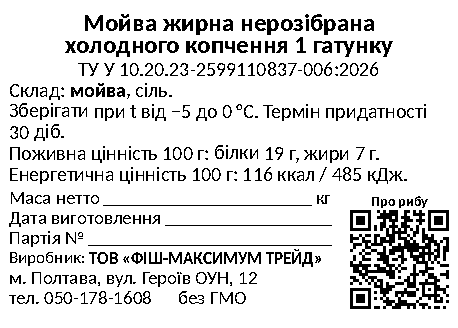 Мойва жирна нерозібрана
холодного копчення 1 гатунку
ТУ У 10.20.23-2599110837-006:2026
Склад: мойва, сіль.
Зберігати при t від −5 до 0 °С. Термін придатності
30 діб.
Поживна цінність 100 г: білки 19 г, жири 7 г.
Енергетична цінність 100 г: 116 ккал / 485 кДж.
Маса нетто ______________________ кг
Дата виготовлення __________________
Партія № __________________________
Про рибу
Виробник: ТОВ «ФІШ-МАКСИМУМ ТРЕЙД»
м. Полтава, вул. Героїв ОУН, 12
тел. 050-178-1608 без ГМО